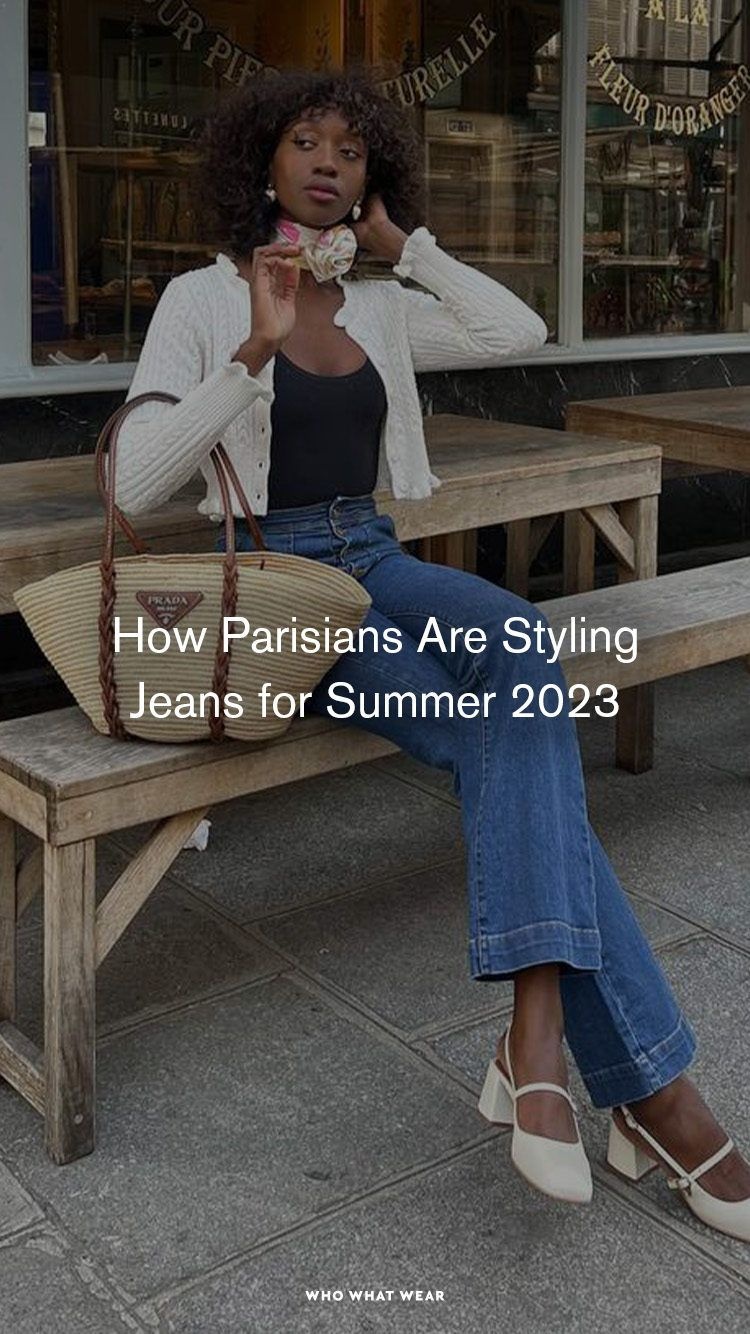 OUR PIE
TURELLE
À LA
FLEUR D'ORANGER
LUNETTES
PRADA
MILANO
How Parisians Are Styling
Jeans for Summer 2023
WHO WHAT WEAR